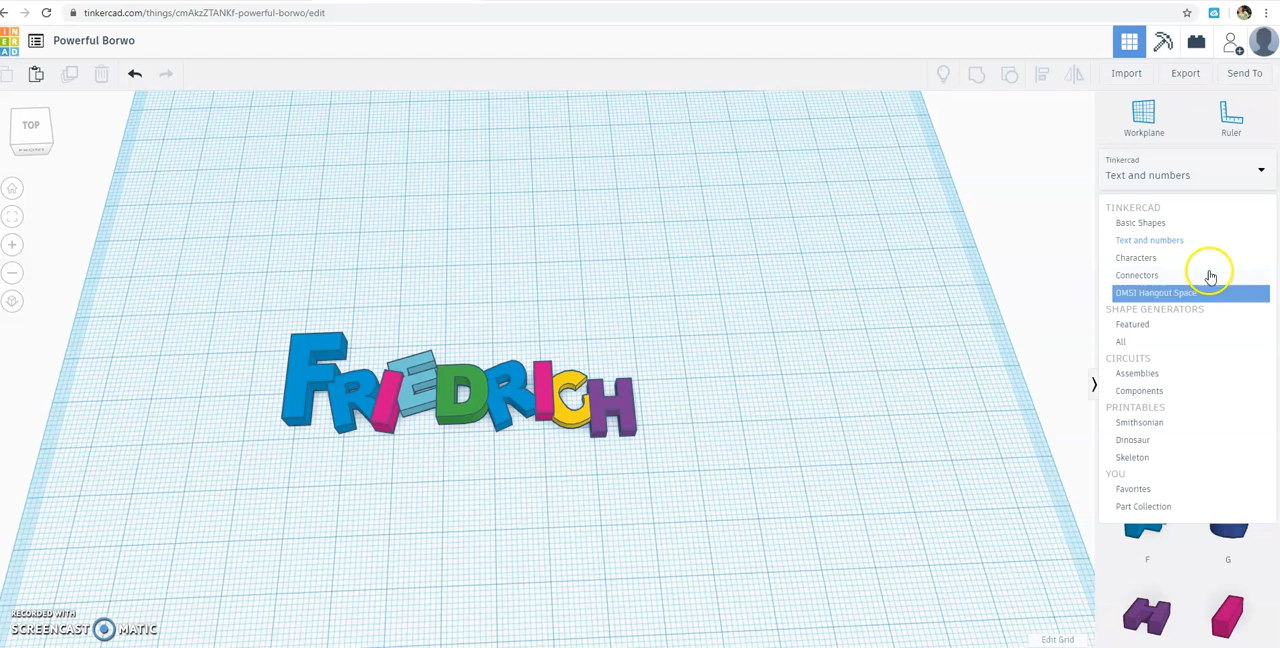 tinkercad.com/things/cmAkzZTANKf-powerful-borwo/edit
TIN
KER
CAD
Powerful Borwo
Import
Export
Send To
TOP
FRONT
Workplane
Ruler
Tinkercad
Text and numbers
TINKERCAD
Basic Shapes
Text and numbers
Characters
Connectors
OMSI Hangout Space
SHAPE GENERATORS
Featured
All
CIRCUITS
Assemblies
Components
PRINTABLES
Smithsonian
Dinosaur
Skeleton
YOU
Favorites
Part Collection
FRIEDRICH
F
G
H
RECORDED WITH
SCREENCAST MATIC
Edit Grid